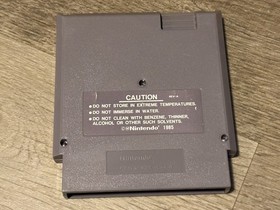 CAUTION
REV-A
•DO NOT STORE IN EXTREME TEMPERATURES.
•DO NOT IMMERSE IN WATER.
•DO NOT CLEAN WITH BENZENE, THINNER,
ALCOHOL OR OTHER SUCH SOLVENTS.
©®Nintendo® 1985
Nintendo